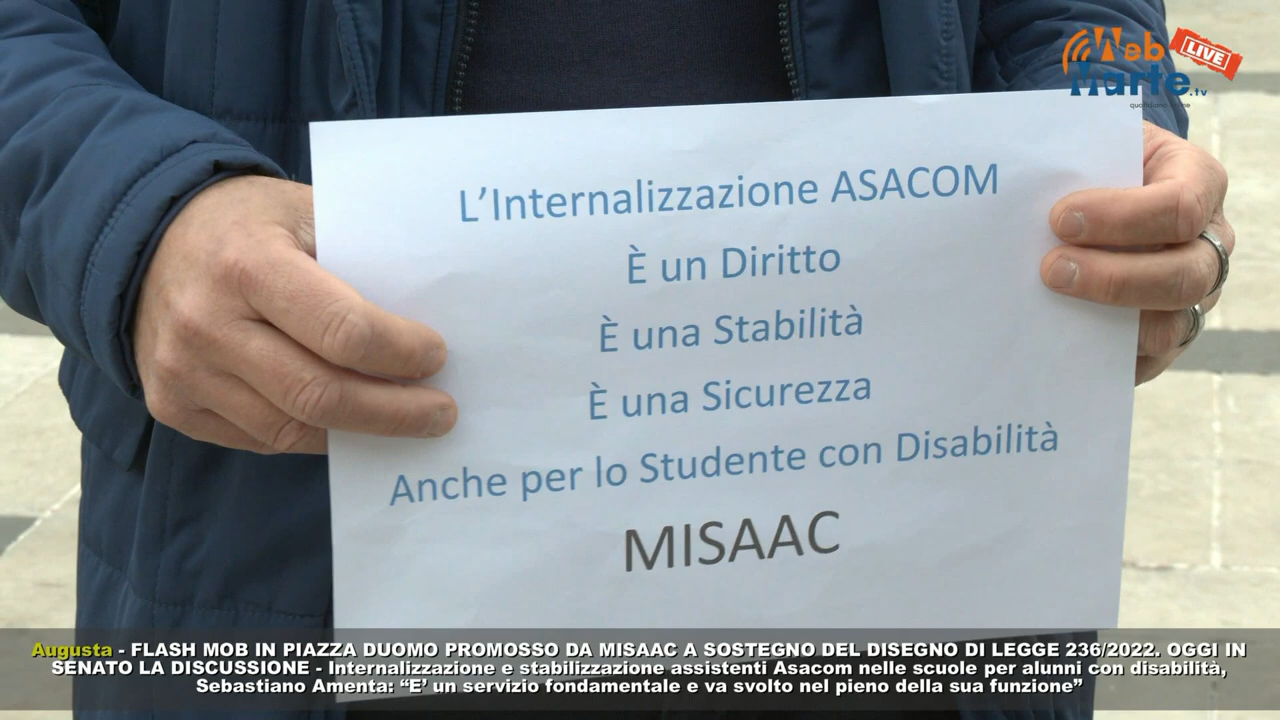 Web
LIVE
Marte.tv
L'Internalizzazione ASACOM
È un Diritto
È una Stabilità
È una Sicurezza
Anche per lo Studente con Disabilità
MISAAC
Augusta - FLASH MOB IN PIAZZA DUOMO PROMOSSO DA MISAAC A SOSTEGNO DEL DISEGNO DI LEGGE 236/2022. OGGI IN
SENATO LA DISCUSSIONE - Internalizzazione e stabilizzazione assistenti Asacom nelle scuole per alunni con disabilità,
Sebastiano Amenta: “E’ un servizio fondamentale e va svolto nel pieno della sua funzione”